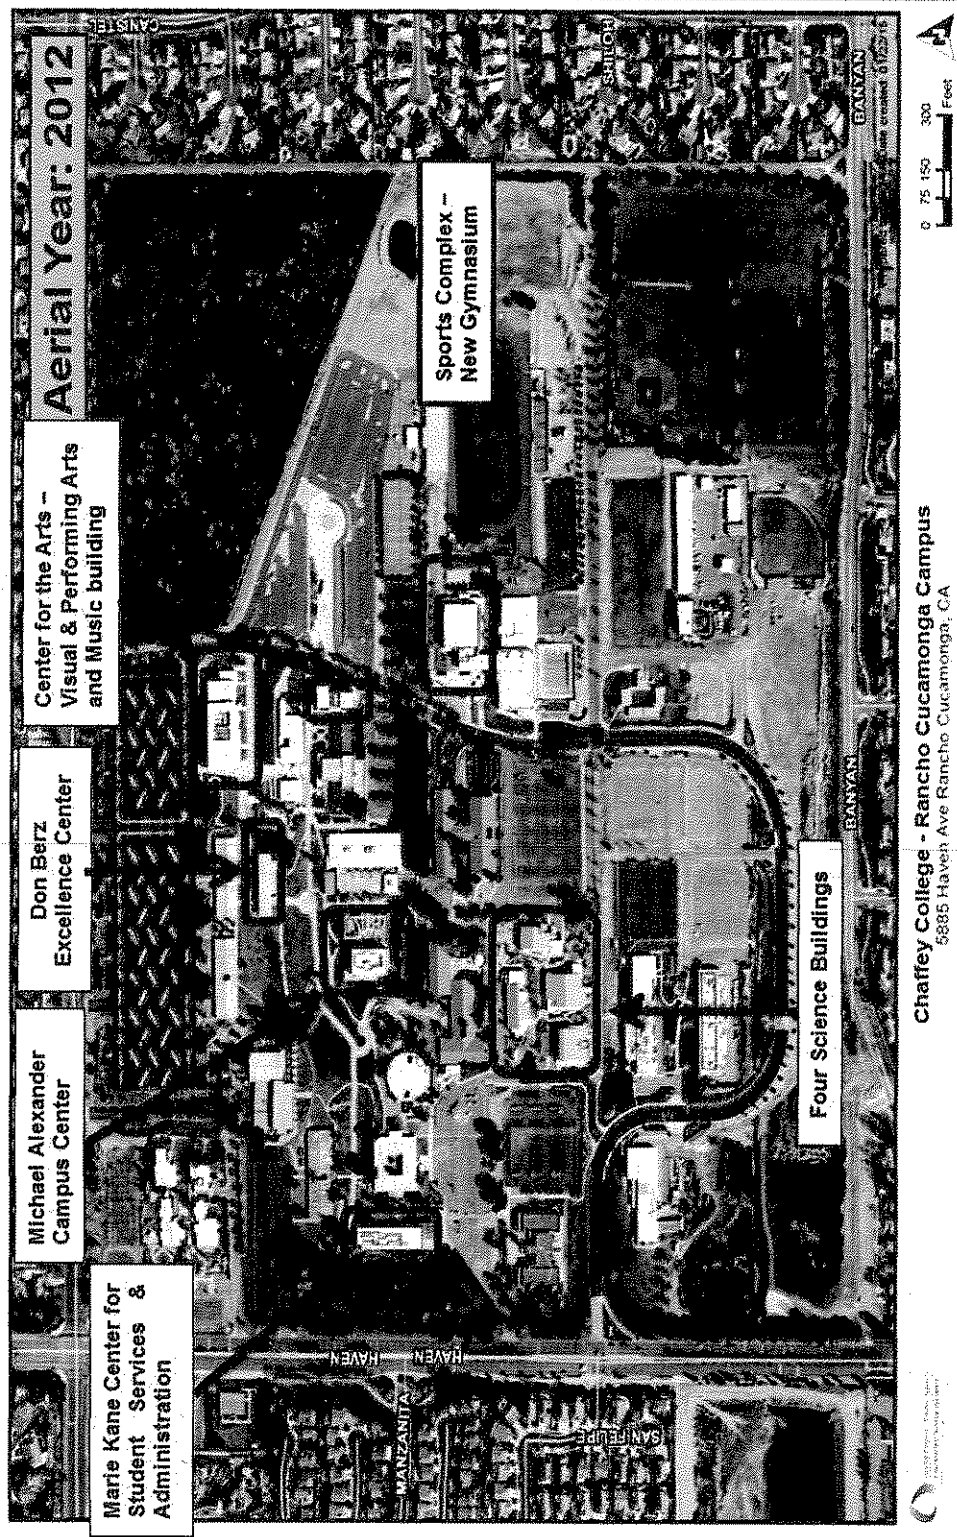 Aerial Year: 2012
Marie Kane Center for
Student Services &
Administration
Michael Alexander
Campus Center
Don Berz
Excellence Center
Center for the Arts –
Visual & Performing Arts
and Music building
Sports Complex –
New Gymnasium
Four Science Buildings
CANISTEL
SHILOH
BANYAN
HAVEN
HAVEN
MANZANITA
SAN FELIPE
BANYAN
Chaffey College - Rancho Cucamonga Campus
5885 Haven Ave Rancho Cucamonga, CA
0 75 150 300
Feet
N